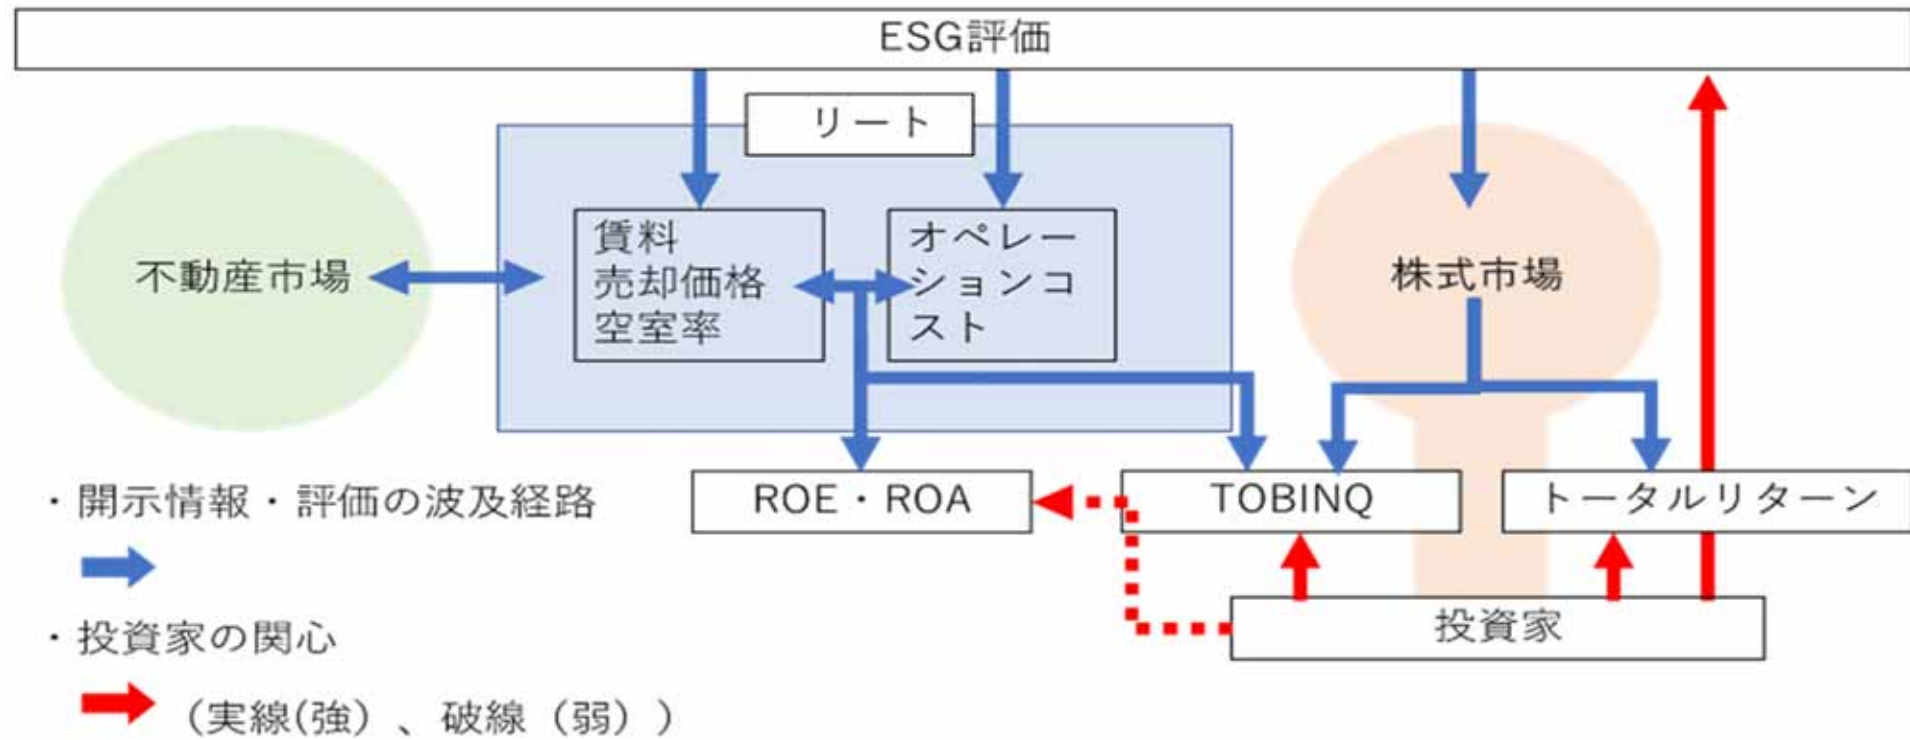 ESG評価
リート
不動産市場
賃料
売却価格
空室率
オペレー
ションコ
スト
株式市場
ROE・ROA
TOBINQ
トータルリターン
投資家
・開示情報・評価の波及経路
・投資家の関心
（実線(強）、破線（弱））